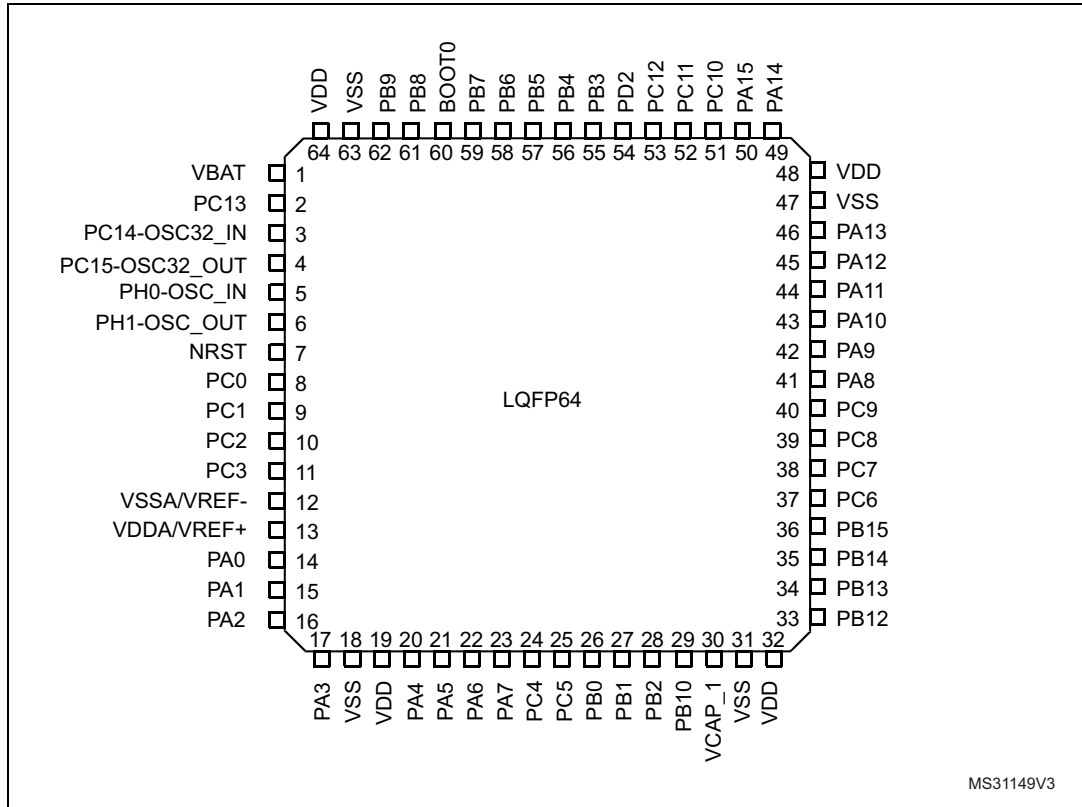 VDD VSS PB9 PB8 BOOT0 PB7 PB6 PB5 PB4 PB3 PD2 PC12 PC11 PC10 PA15 PA14
64 63 62 61 60 59 58 57 56 55 54 53 52 51 50 49
VBAT 1 48 VDD
PC13 2 47 VSS
PC14-OSC32_IN 3 46 PA13
PC15-OSC32_OUT 4 45 PA12
PH0-OSC_IN 5 44 PA11
PH1-OSC_OUT 6 43 PA10
NRST 7 42 PA9
PC0 8 41 PA8
LQFP64
PC1 9 40 PC9
PC2 10 39 PC8
PC3 11 38 PC7
VSSA/VREF- 12 37 PC6
VDDA/VREF+ 13 36 PB15
PA0 14 35 PB14
PA1 15 34 PB13
PA2 16 33 PB12
17 18 19 20 21 22 23 24 25 26 27 28 29 30 31 32
PA3 VSS VDD PA4 PA5 PA6 PA7 PC4 PC5 PB0 PB1 PB2 PB10 VCAP_1 VSS VDD
MS31149V3